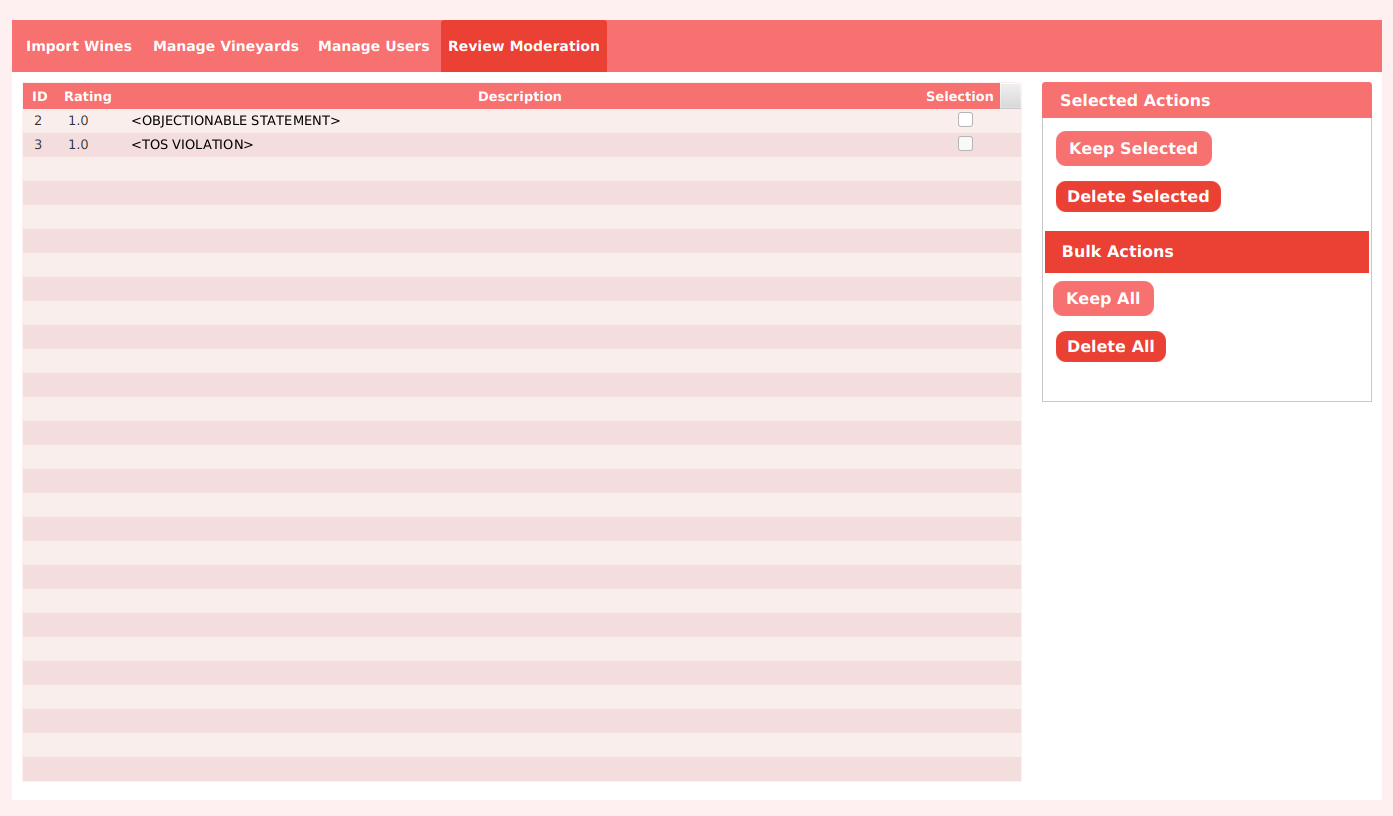 Import Wines Manage Vineyards Manage Users Review Moderation
ID Rating Description Selection
2 1.0 <OBJECTIONABLE STATEMENT>
3 1.0 <TOS VIOLATION>
Selected Actions
Keep Selected
Delete Selected
Bulk Actions
Keep All
Delete All